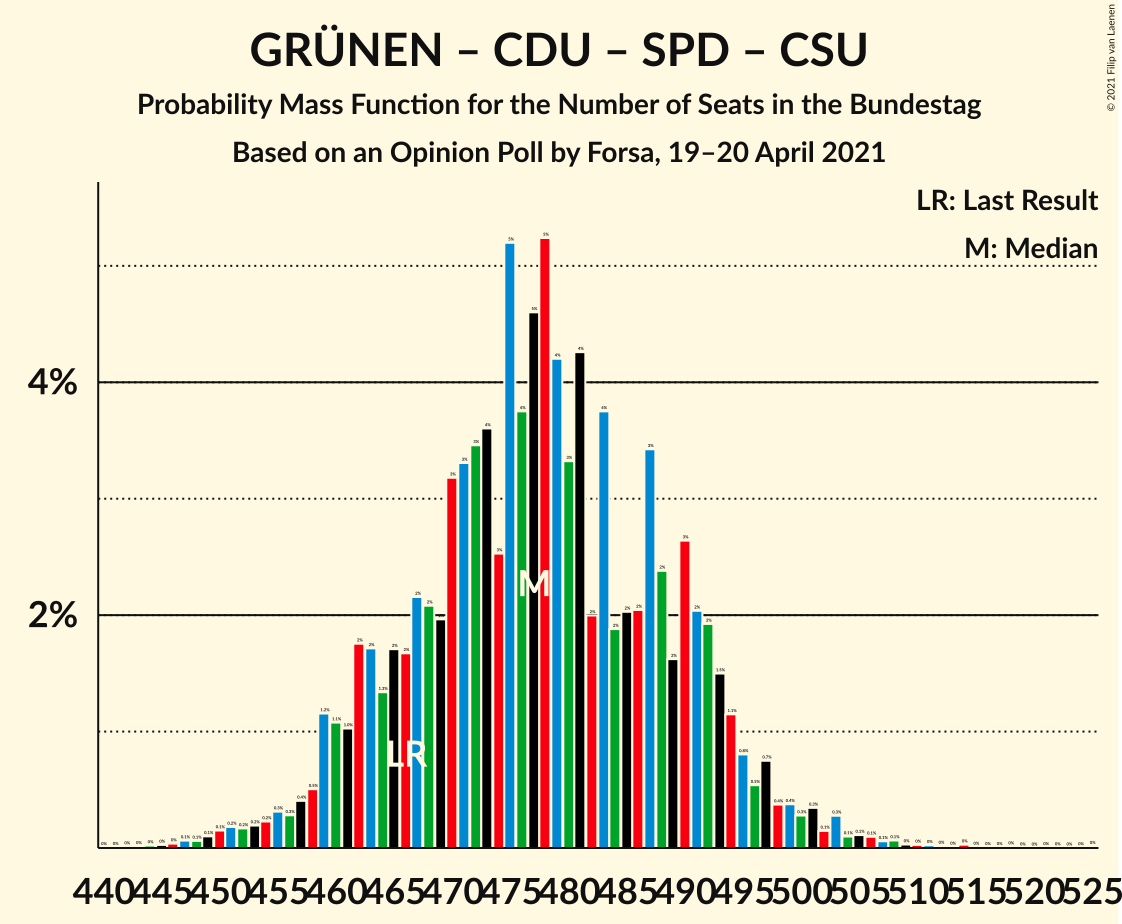 GRÜNEN – CDU – SPD – CSU
Probability Mass Function for the Number of Seats in the Bundestag
Based on an Opinion Poll by Forsa, 19–20 April 2021
© 2021 Filip van Laenen
LR: Last Result
M: Median
4%
2%
M
LR
440 445 450 455 460 465 470 475 480 485 490 495 500 505 510 515 520 525